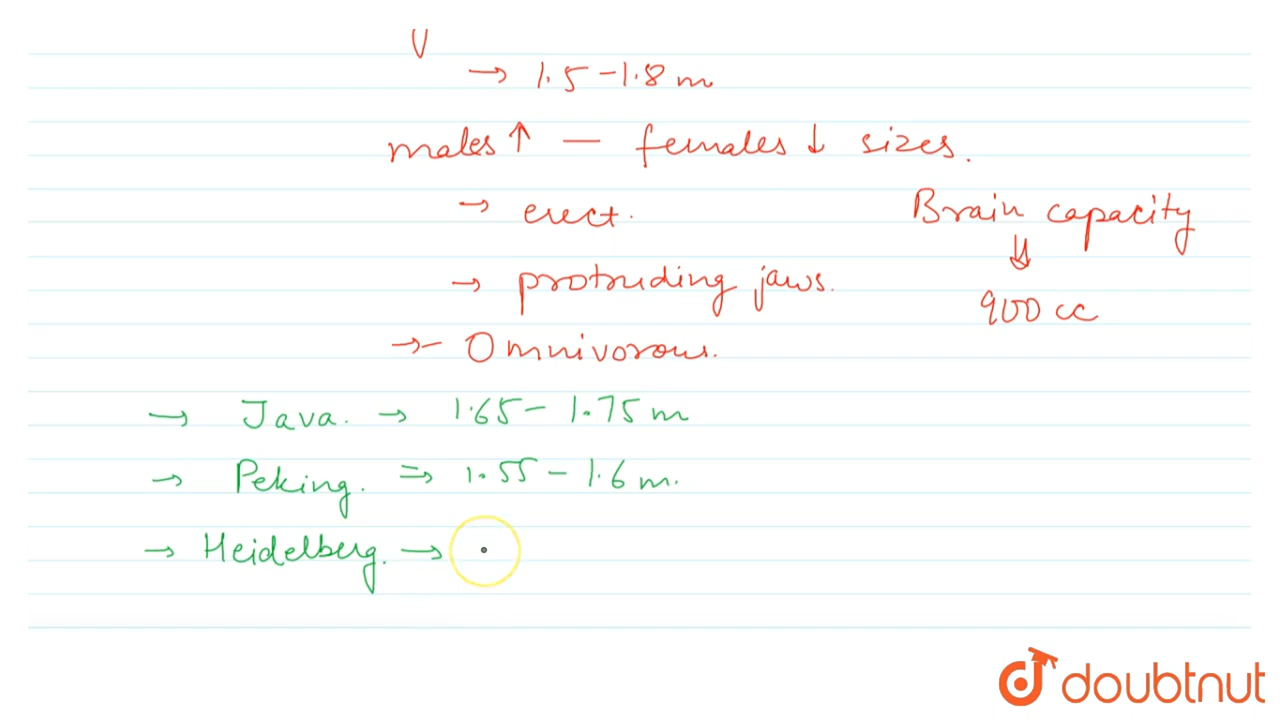 → 1.5 - 1.8 m
males ↑ — females ↓ sizes.
→ erect.
→ protruding jaws.
→ - Omnivorous.
Brain capacity
⇓
900 cc
→ Java. → 1.65 - 1.75 m
→ Peking. ⇒ 1.55 - 1.6 m.
→ Heidelberg. →
doubtnut